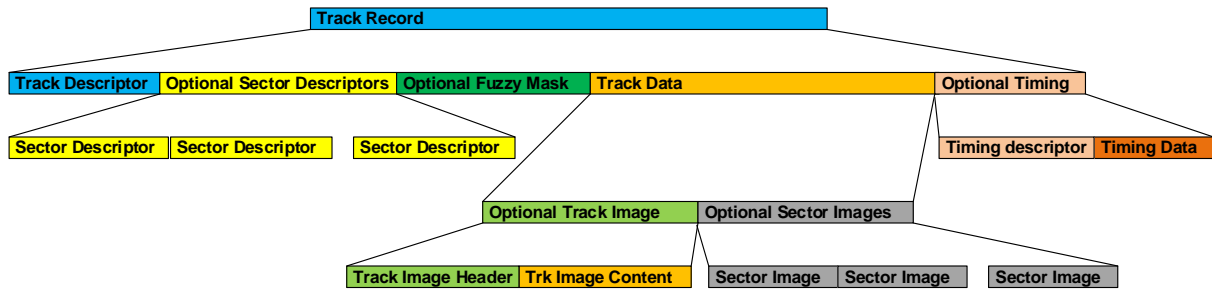 Track Record
Track Descriptor Optional Sector Descriptors Optional Fuzzy Mask Track Data Optional Timing
Sector Descriptor Sector Descriptor Sector Descriptor Timing descriptor Timing Data
Optional Track Image Optional Sector Images
Track Image Header Trk Image Content Sector Image Sector Image Sector Image